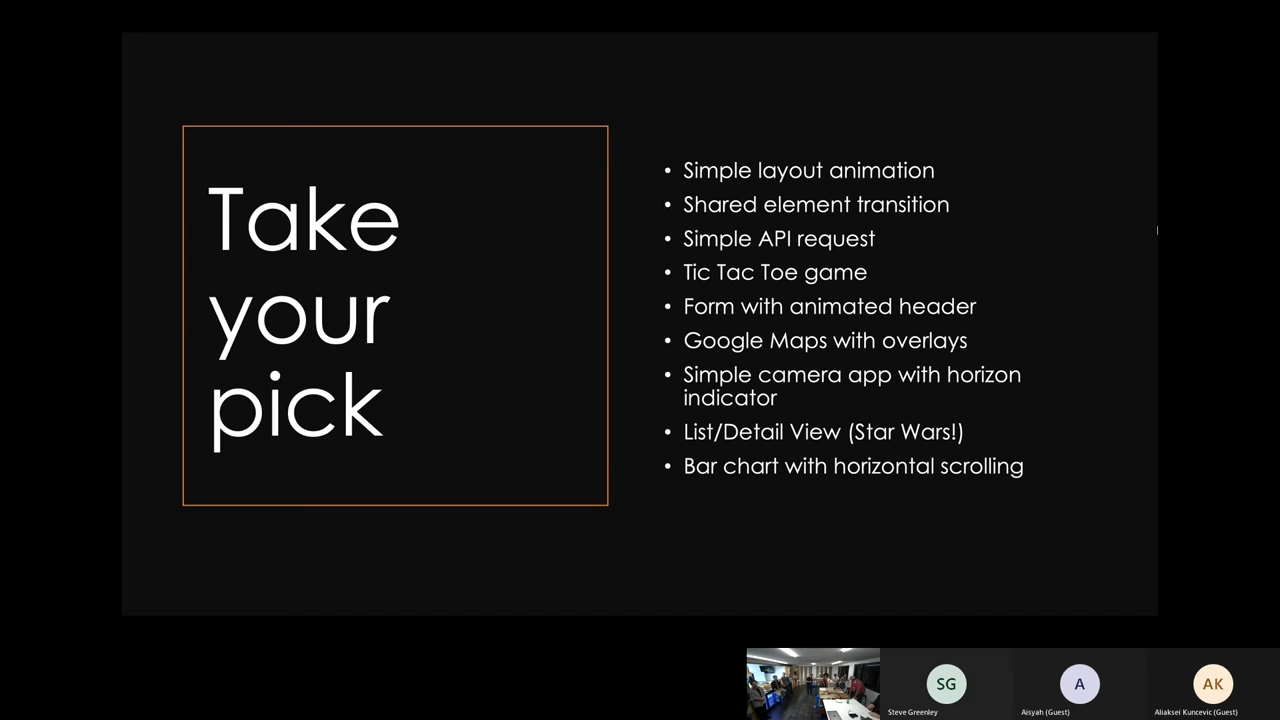 Take
your
pick
• Simple layout animation
• Shared element transition
• Simple API request
• Tic Tac Toe game
• Form with animated header
• Google Maps with overlays
• Simple camera app with horizon
indicator
• List/Detail View (Star Wars!)
• Bar chart with horizontal scrolling
SG
A
AK
Steve Greenley
Aisyah (Guest)
Aliaksei Kuncevic (Guest)